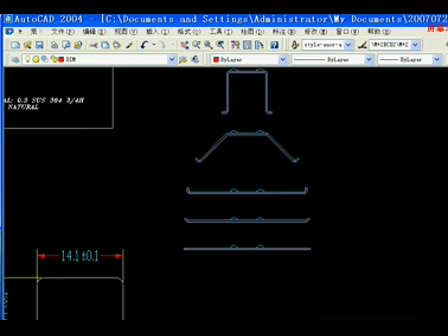 AutoCAD 2004 - [C:\Documents and Settings\Administrator\My Documents\2007072
文件(F) 编辑(E) 视图(V) 插入(I) 格式(O) 工具(T) 绘图(D) 标注(N) 修改(M) 窗口(W)
DIM
ByLayer
ByLayer
ByLayer
AL: 0.3 SUS 304 3/4H
NATURAL
14.1±0.1